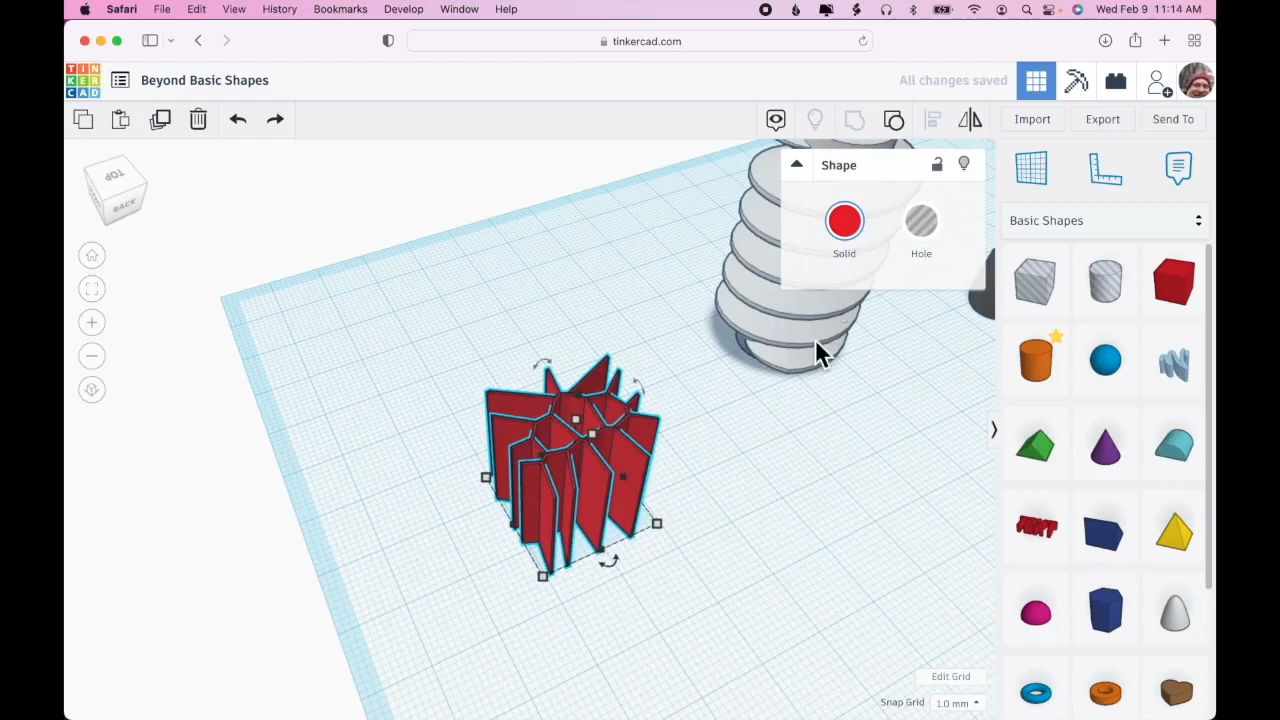 Safari File Edit View History Bookmarks Develop Window Help Wed Feb 9 11:14 AM
tinkercad.com
TIN
KER
CAD
Beyond Basic Shapes
All changes saved
Import Export Send To
TOP
BACK
Shape
Solid Hole
Basic Shapes
TEXT
Edit Grid
Snap Grid 1.0 mm